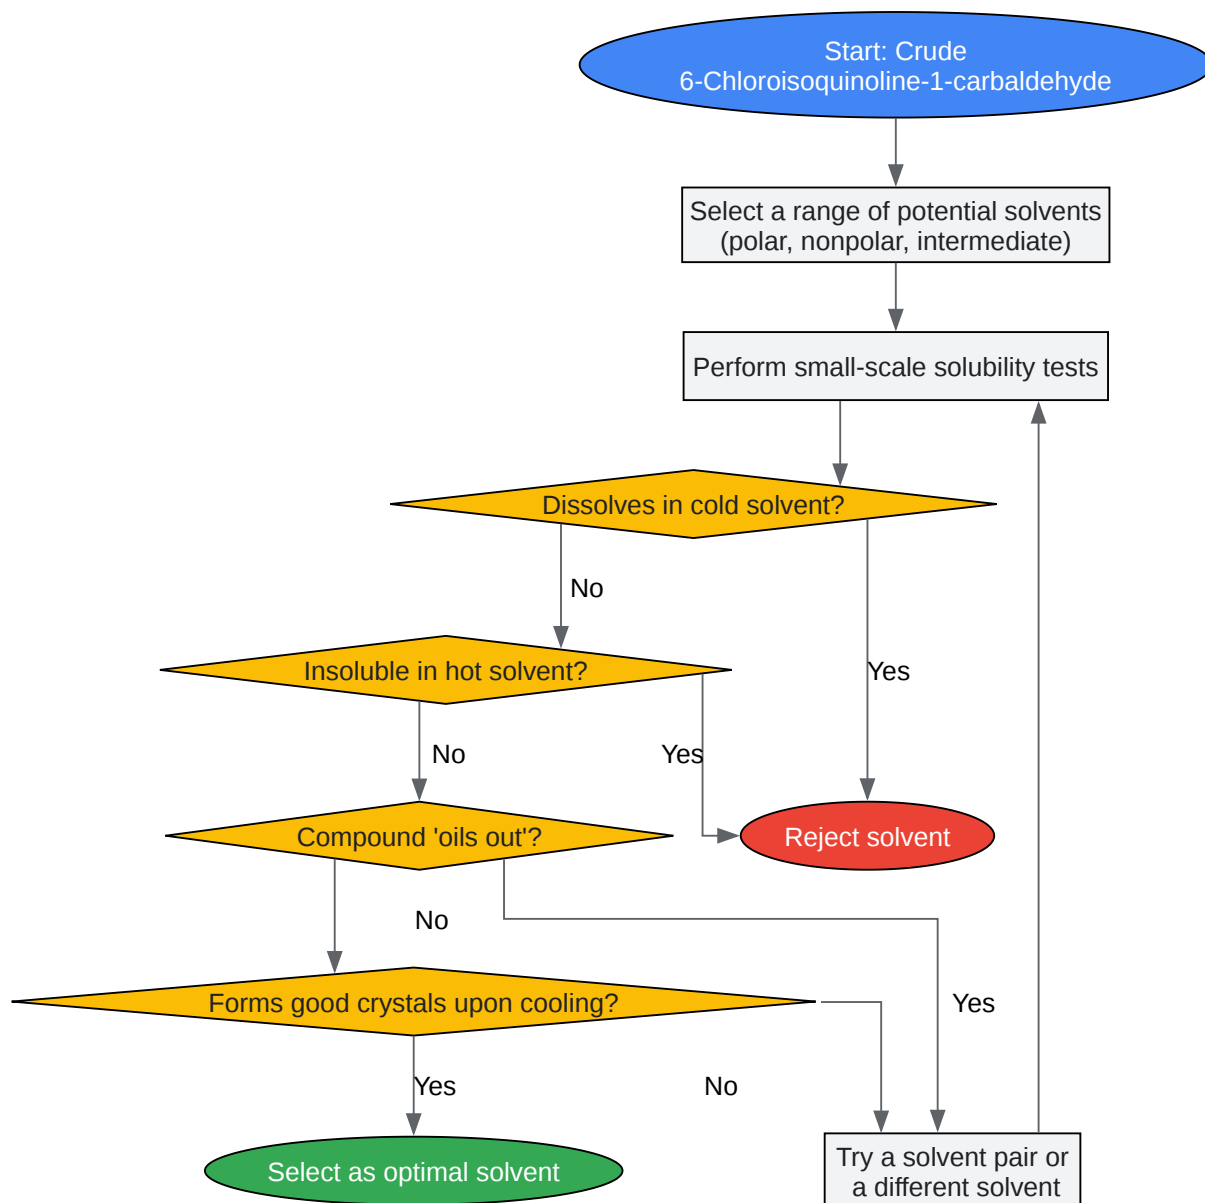 Start: Crude
6-Chloroisoquinoline-1-carbaldehyde
Select a range of potential solvents
(polar, nonpolar, intermediate)
Perform small-scale solubility tests
Dissolves in cold solvent?
No
Insoluble in hot solvent?
Yes
No
Yes
Compound 'oils out'?
Reject solvent
No
Forms good crystals upon cooling?
Yes
Yes
No
Select as optimal solvent
Try a solvent pair or
a different solvent